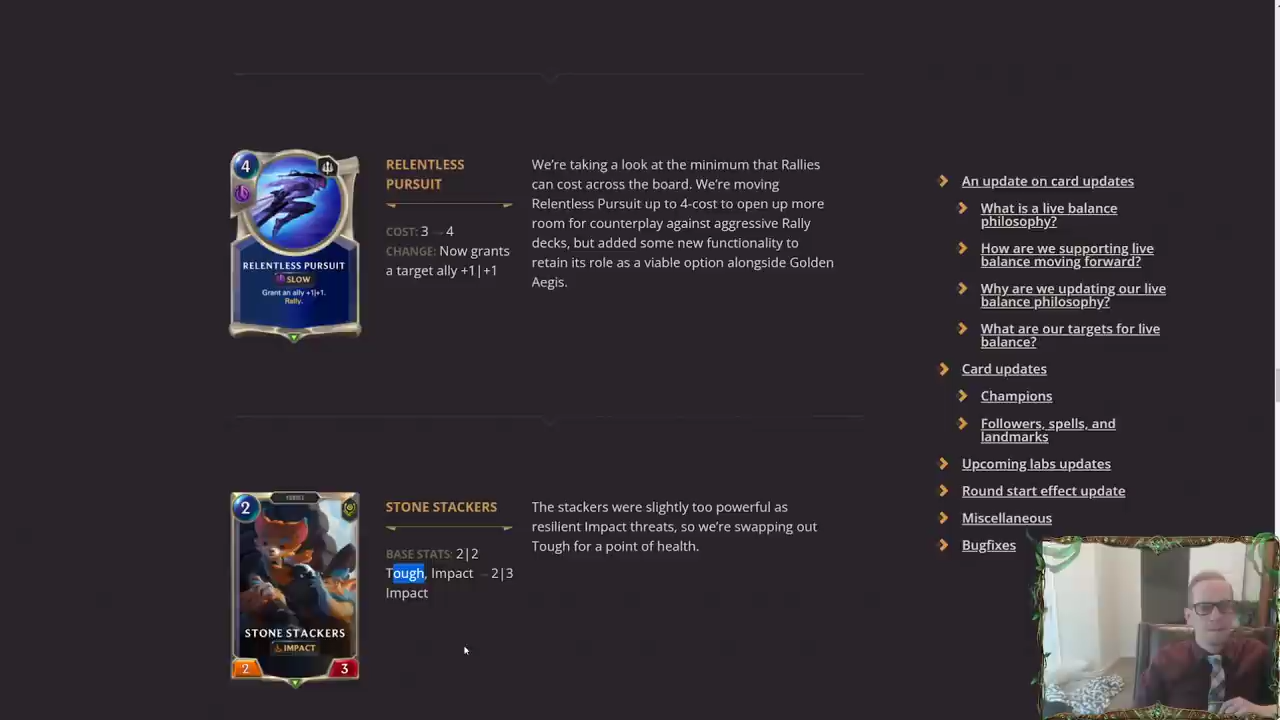 4
RELENTLESS PURSUIT
SLOW
Grant an ally +1|+1.
Rally.
RELENTLESS
PURSUIT
COST: 3 → 4
CHANGE: Now grants
a target ally +1|+1
We're taking a look at the minimum that Rallies
can cost across the board. We're moving
Relentless Pursuit up to 4-cost to open up more
room for counterplay against aggressive Rally
decks, but added some new functionality to
retain its role as a viable option alongside Golden
Aegis.
2
STONE STACKERS
IMPACT
2
3
STONE STACKERS
BASE STATS: 2|2
Tough, Impact → 2|3
Impact
The stackers were slightly too powerful as
resilient Impact threats, so we're swapping out
Tough for a point of health.
An update on card updates
What is a live balance
philosophy?
How are we supporting live
balance moving forward?
Why are we updating our live
balance philosophy?
What are our targets for live
balance?
Card updates
Champions
Followers, spells, and
landmarks
Upcoming labs updates
Round start effect update
Miscellaneous
Bugfixes